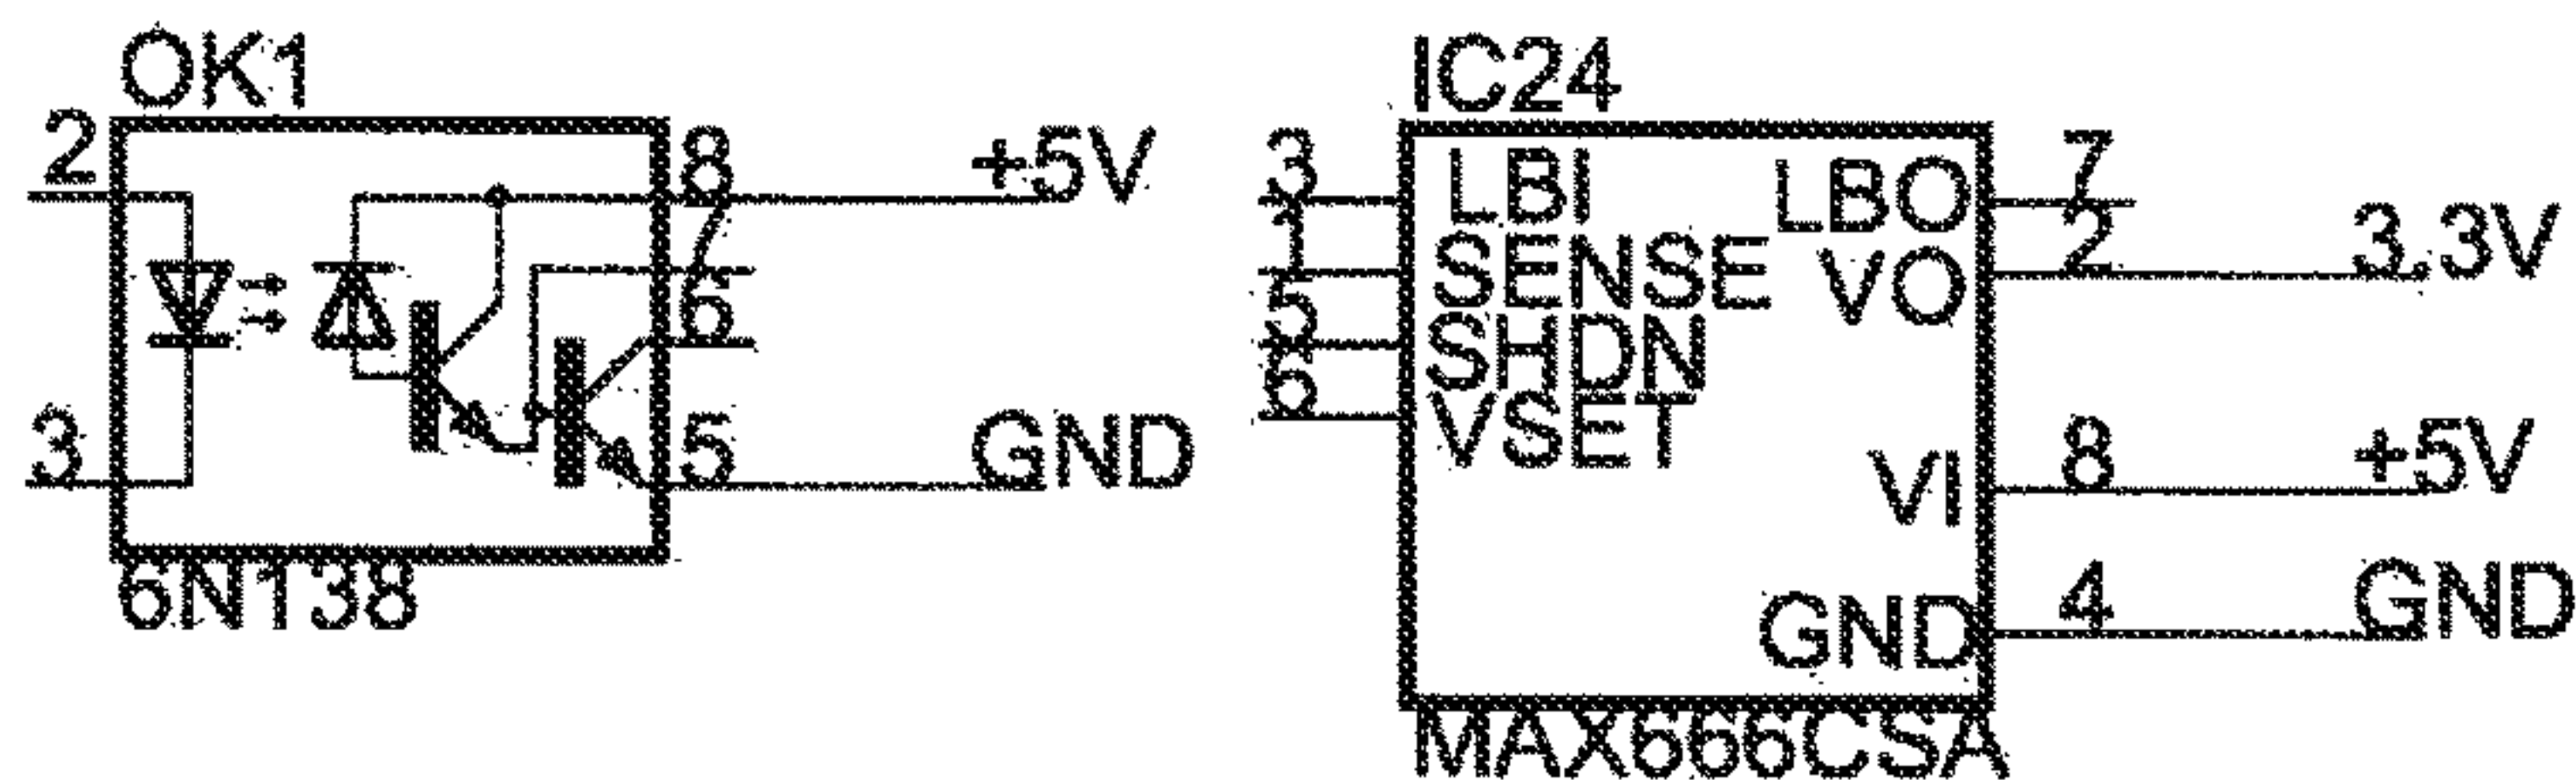 OK1
2
8 +5V
7
6
3
5 GND
6N138
IC24
3 LBI LBO 7
1 SENSE VO 2 3.3V
5 SHDN
6 VSET
VI 8 +5V
GND 4 GND
MAX666CSA